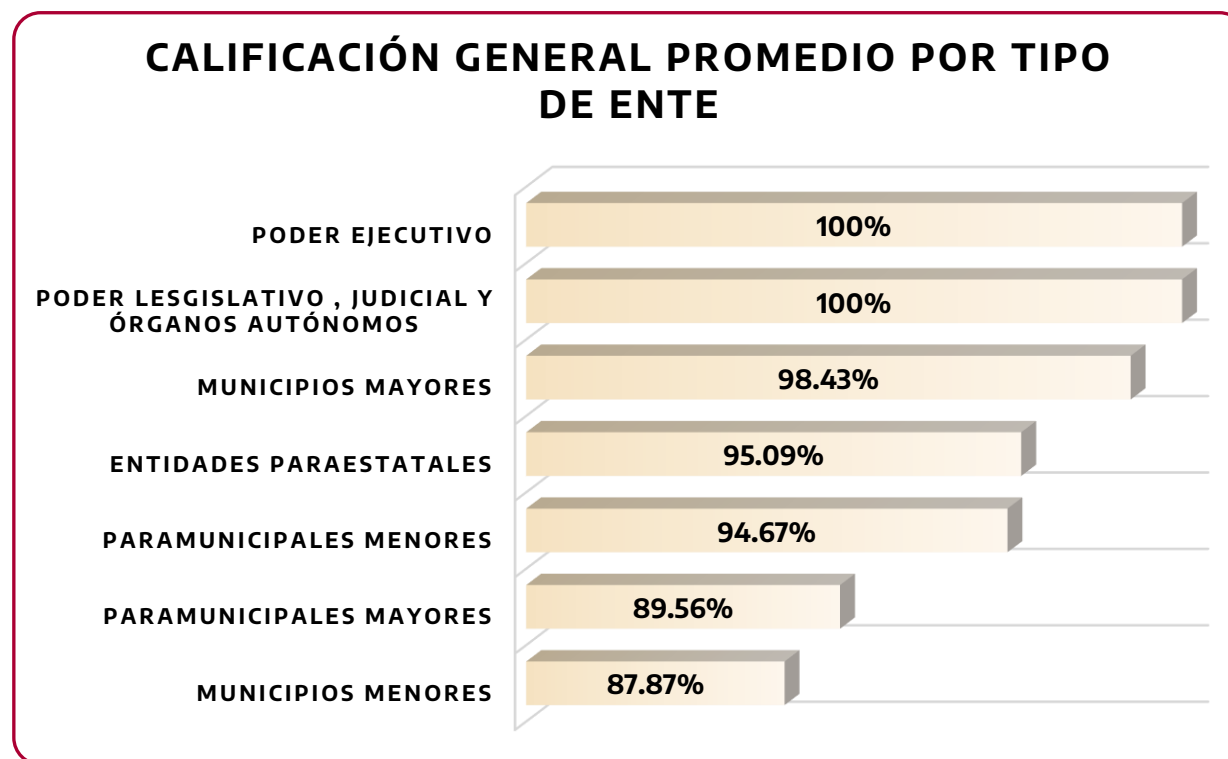 CALIFICACIÓN GENERAL PROMEDIO POR TIPO
DE ENTE
PODER EJECUTIVO
100%
PODER LESGISLATIVO , JUDICIAL Y
ÓRGANOS AUTÓNOMOS
100%
MUNICIPIOS MAYORES
98.43%
ENTIDADES PARAESTATALES
95.09%
PARAMUNICIPALES MENORES
94.67%
PARAMUNICIPALES MAYORES
89.56%
MUNICIPIOS MENORES
87.87%